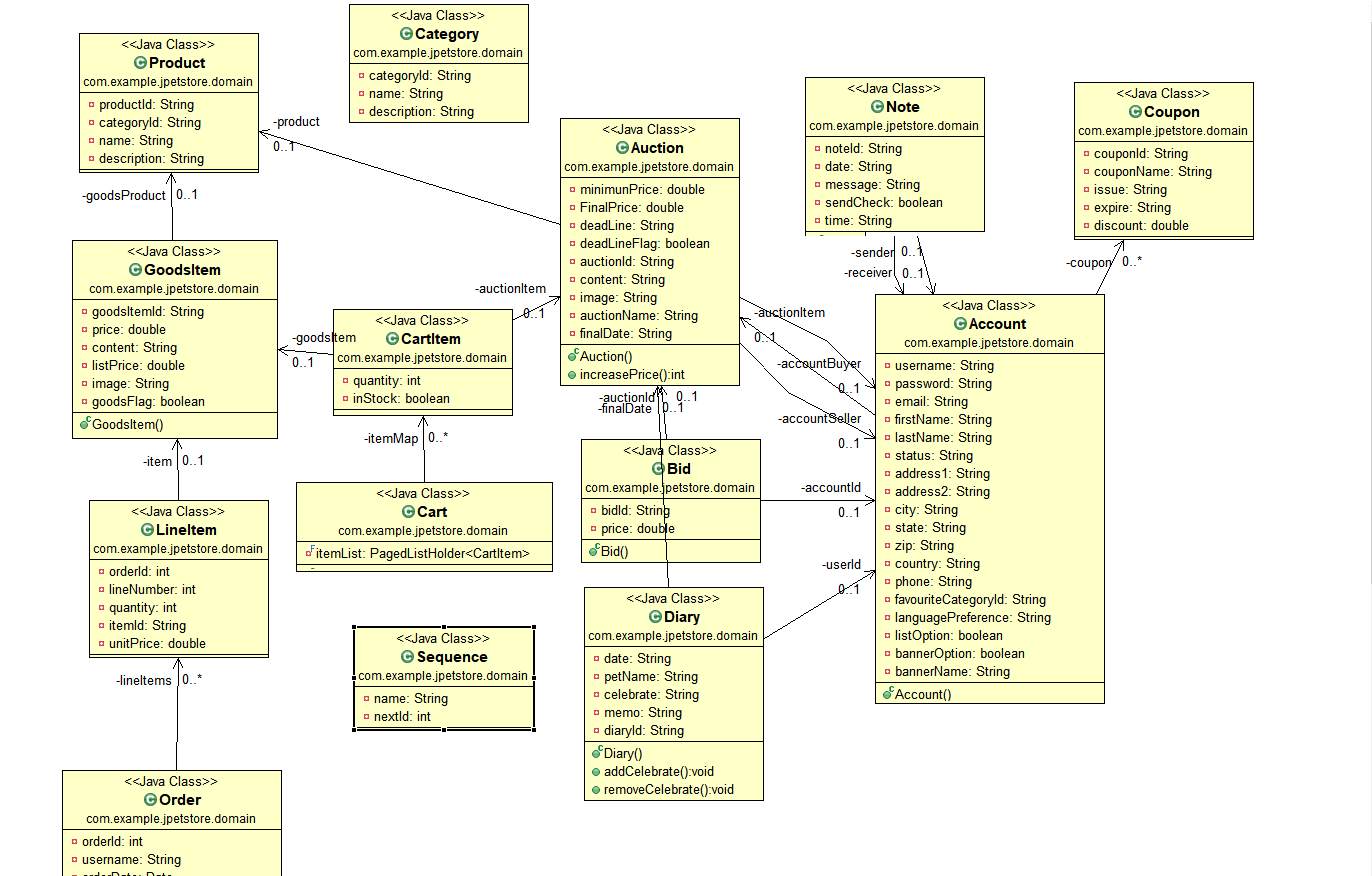 <<Java Class>>
Product
com.example.jpetstore.domain
productId: String
categoryId: String
name: String
description: String
<<Java Class>>
Category
com.example.jpetstore.domain
categoryId: String
name: String
description: String
-product
0..1
-goodsProduct 0..1
<<Java Class>>
GoodsItem
com.example.jpetstore.domain
goodsItemId: String
price: double
content: String
listPrice: double
image: String
goodsFlag: boolean
GoodsItem()
-item 0..1
<<Java Class>>
LineItem
com.example.jpetstore.domain
orderId: int
lineNumber: int
quantity: int
itemId: String
unitPrice: double
-lineItems 0..*
<<Java Class>>
Order
com.example.jpetstore.domain
orderId: int
username: String
-goodsItem
0..1
<<Java Class>>
CartItem
com.example.jpetstore.domain
quantity: int
inStock: boolean
-auctionItem
0..1
-itemMap 0..*
<<Java Class>>
Cart
com.example.jpetstore.domain
itemList: PagedListHolder<CartItem>
<<Java Class>>
Sequence
com.example.jpetstore.domain
name: String
nextId: int
<<Java Class>>
Auction
com.example.jpetstore.domain
minimunPrice: double
FinalPrice: double
deadLine: String
deadLineFlag: boolean
auctionId: String
content: String
image: String
auctionName: String
finalDate: String
Auction()
increasePrice():int
-auctionId 0..1
-finalDate 0..1
<<Java Class>>
Bid
com.example.jpetstore.domain
bidId: String
price: double
Bid()
<<Java Class>>
Diary
com.example.jpetstore.domain
date: String
petName: String
celebrate: String
memo: String
diaryId: String
Diary()
addCelebrate():void
removeCelebrate():void
<<Java Class>>
Note
com.example.jpetstore.domain
noteId: String
date: String
message: String
sendCheck: boolean
time: String
-sender 0..1
-receiver 0..1
<<Java Class>>
Coupon
com.example.jpetstore.domain
couponId: String
couponName: String
issue: String
expire: String
discount: double
-coupon 0..*
-auctionItem
0..1
-accountBuyer
0..1
-accountSeller
0..1
-accountId
0..1
-userId
0..1
<<Java Class>>
Account
com.example.jpetstore.domain
username: String
password: String
email: String
firstName: String
lastName: String
status: String
address1: String
address2: String
city: String
state: String
zip: String
country: String
phone: String
favouriteCategoryId: String
languagePreference: String
listOption: boolean
bannerOption: boolean
bannerName: String
Account()